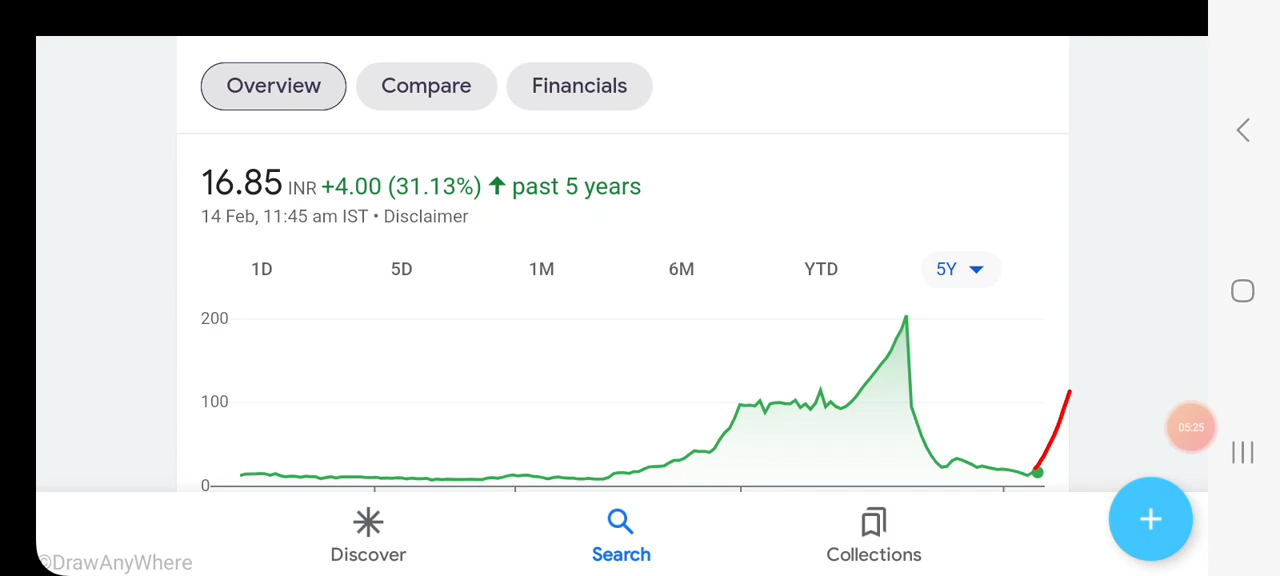 Overview Compare Financials
16.85 INR +4.00 (31.13%) ↑ past 5 years
14 Feb, 11:45 am IST • Disclaimer
1D 5D 1M 6M YTD 5Y
200
100
0
05:25
Discover Search Collections
©DrawAnyWhere